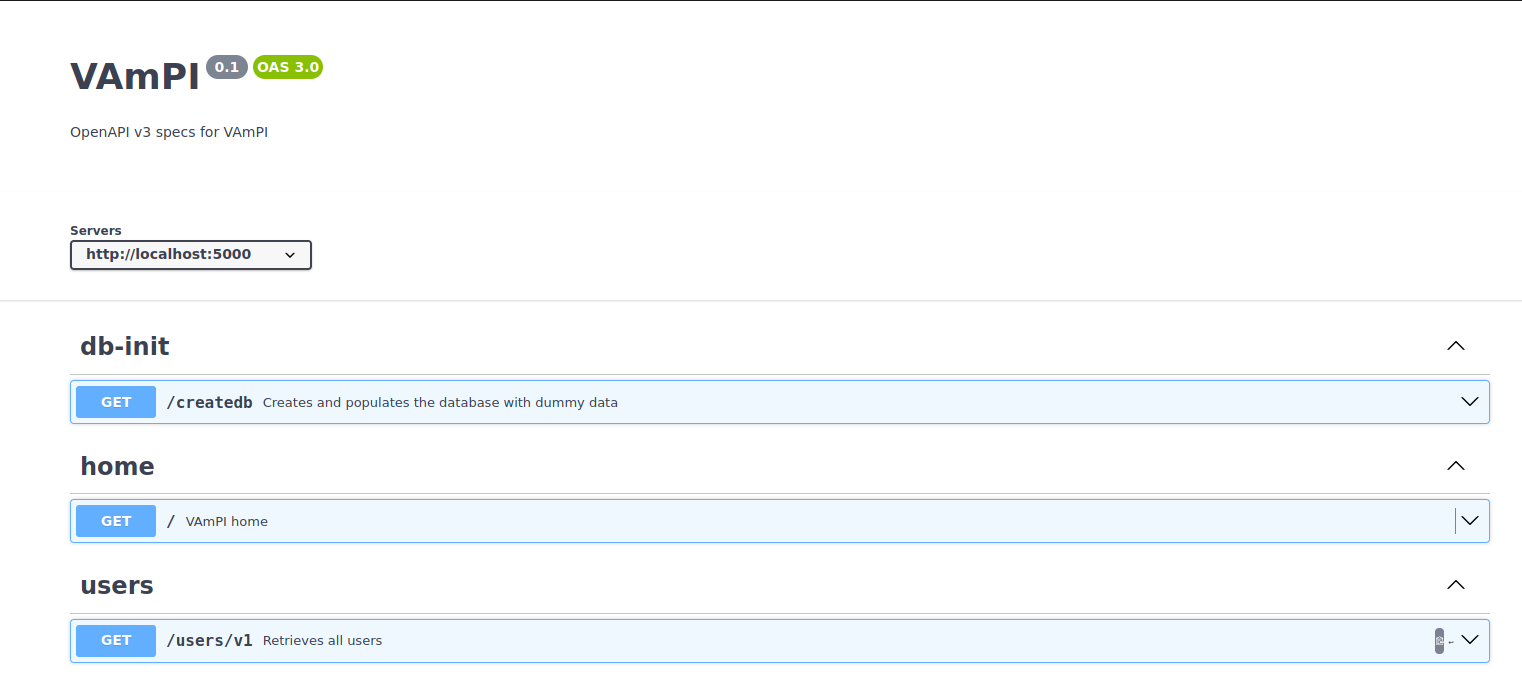 VAmPI 0.1 OAS 3.0
OpenAPI v3 specs for VAmPI
Servers
http://localhost:5000
db-init
GET /createdb Creates and populates the database with dummy data
home
GET / VAmPI home
users
GET /users/v1 Retrieves all users